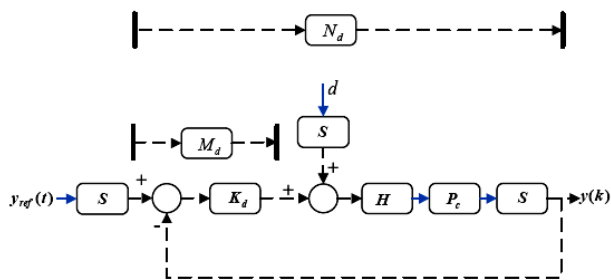 N_d
d
S
M_d
+
y_ref(t) S + - K_d + H P_c S y(k)